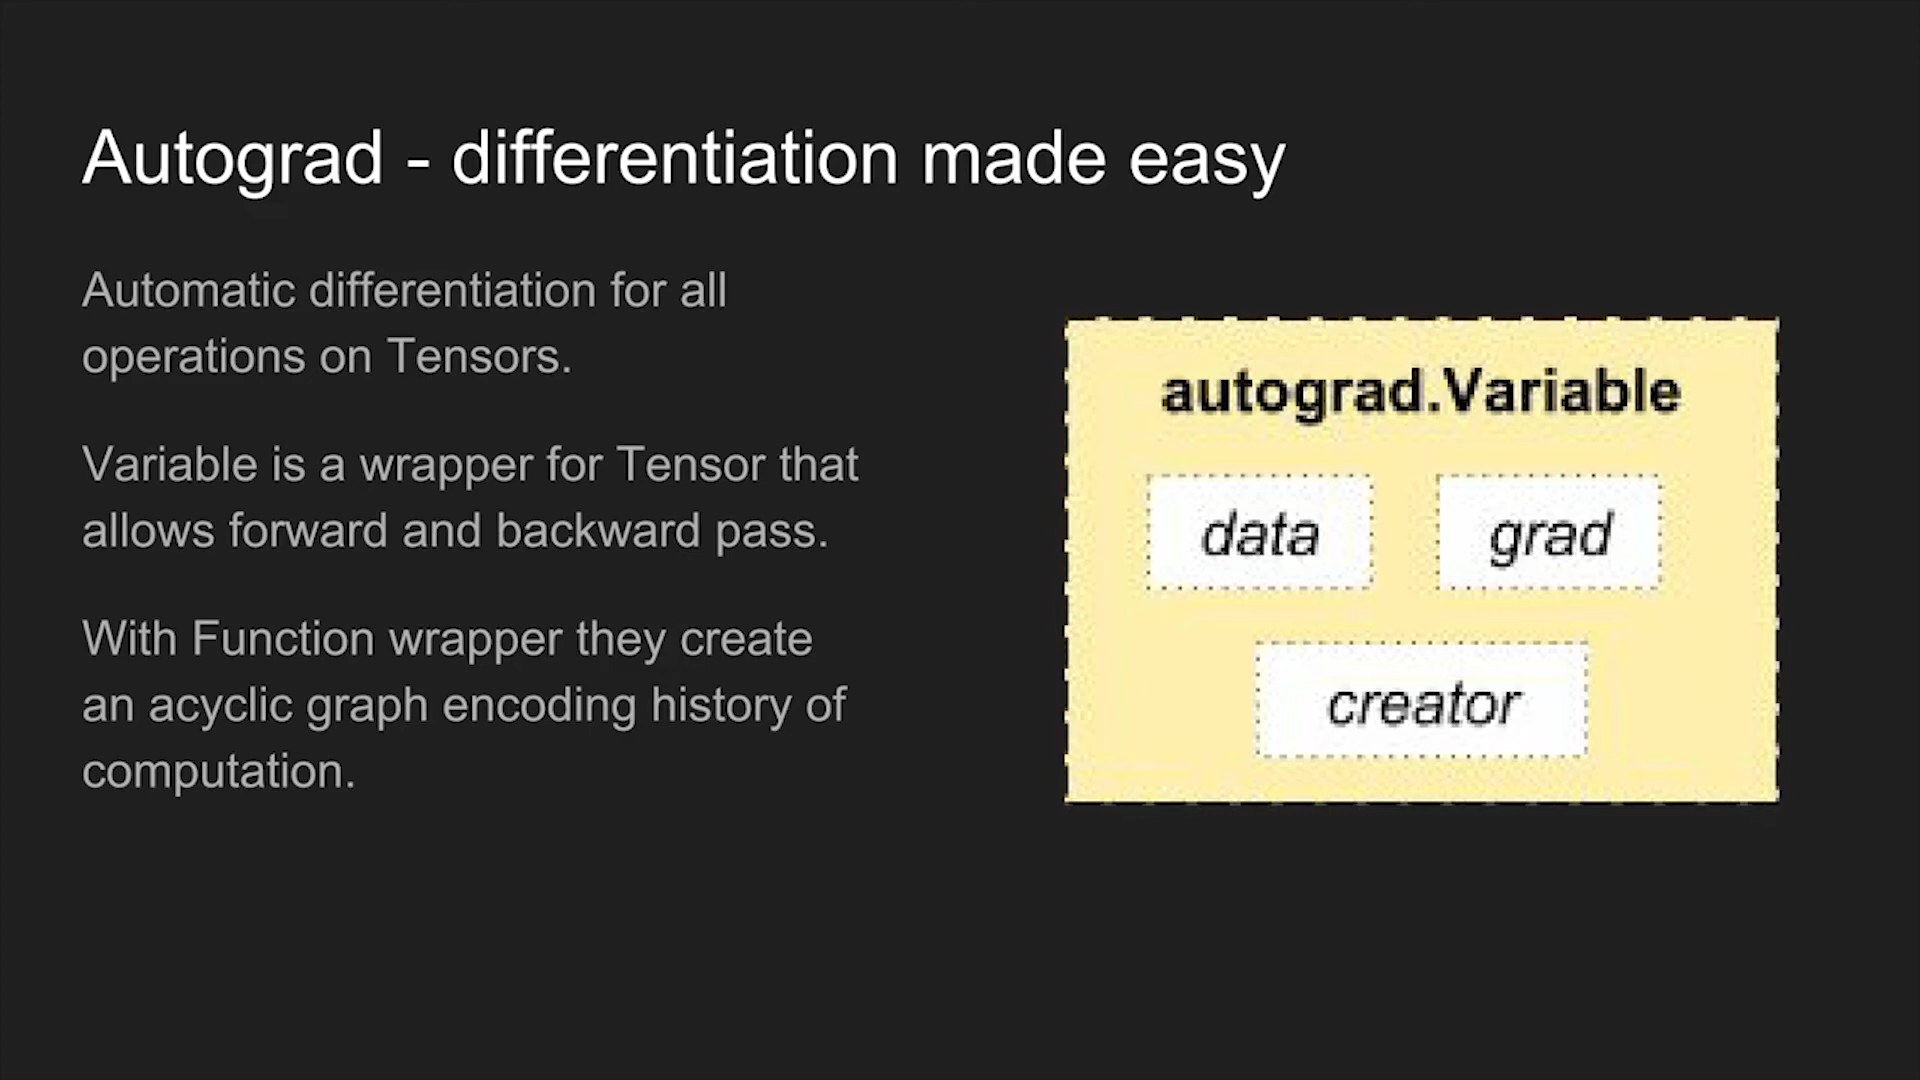 Autograd - differentiation made easy
Automatic differentiation for all
operations on Tensors.
Variable is a wrapper for Tensor that
allows forward and backward pass.
With Function wrapper they create
an acyclic graph encoding history of
computation.
autograd.Variable
data grad
creator